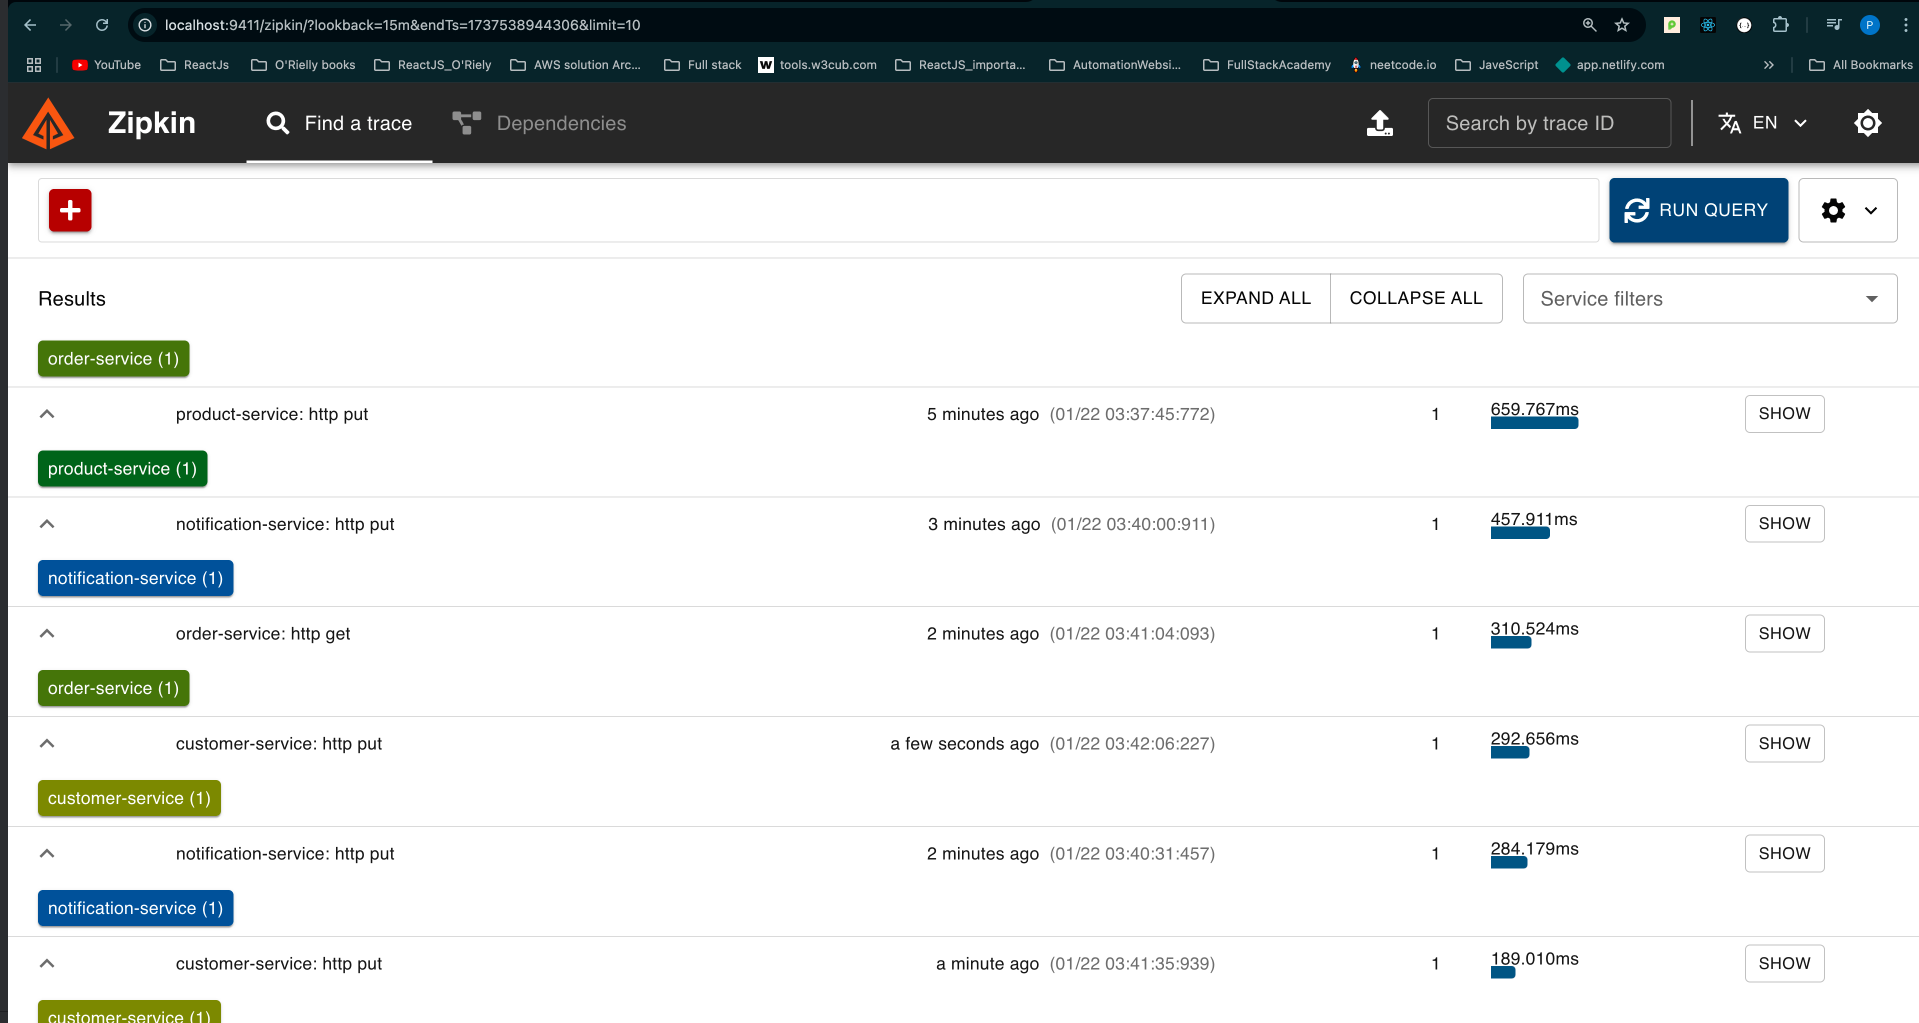 localhost:9411/zipkin/?lookback=15m&endTs=1737538944306&limit=10
P
P
YouTube ReactJs O'Rielly books ReactJS_O'Riely AWS solution Arc... Full stack W tools.w3cub.com ReactJS_importa... AutomationWebsi... FullStackAcademy neetcode.io JaveScript app.netlify.com » All Bookmarks
Zipkin Find a trace Dependencies Search by trace ID EN
RUN QUERY
Results EXPAND ALL COLLAPSE ALL Service filters
order-service (1)
product-service: http put 5 minutes ago (01/22 03:37:45:772) 1 659.767ms SHOW
product-service (1)
notification-service: http put 3 minutes ago (01/22 03:40:00:911) 1 457.911ms SHOW
notification-service (1)
order-service: http get 2 minutes ago (01/22 03:41:04:093) 1 310.524ms SHOW
order-service (1)
customer-service: http put a few seconds ago (01/22 03:42:06:227) 1 292.656ms SHOW
customer-service (1)
notification-service: http put 2 minutes ago (01/22 03:40:31:457) 1 284.179ms SHOW
notification-service (1)
customer-service: http put a minute ago (01/22 03:41:35:939) 1 189.010ms SHOW
customer-service (1)